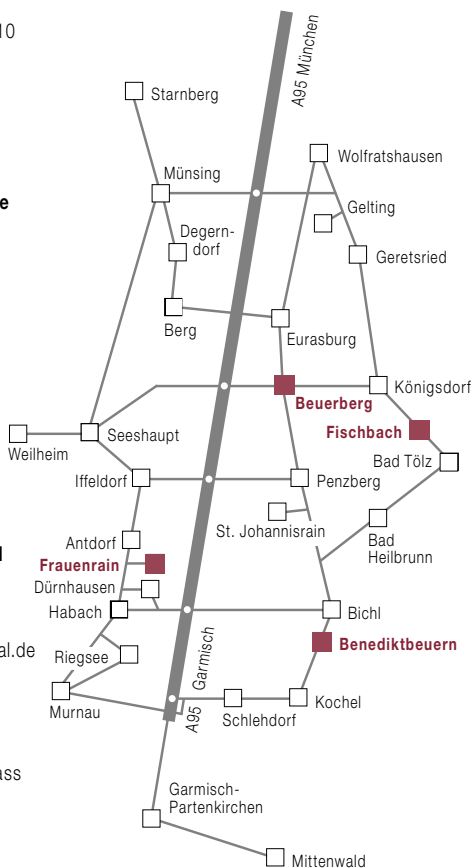 10
A95 München
Starnberg
Wolfratshausen
Münsing
e
Gelting
Degern-
dorf
Geretsried
Berg
Eurasburg
Königsdorf
Beuerberg
Fischbach
Seeshaupt
Weilheim
Bad Tölz
Iffeldorf
Penzberg
St. Johannisrain
Antdorf
Bad
Heilbrunn
Frauenrain
Dürnhausen
Habach
Bichl
al.de
Benediktbeuern
Riegsee
A95 Garmisch
Murnau
Schlehdorf
Kochel
ass
Garmisch-
Partenkirchen
Mittenwald